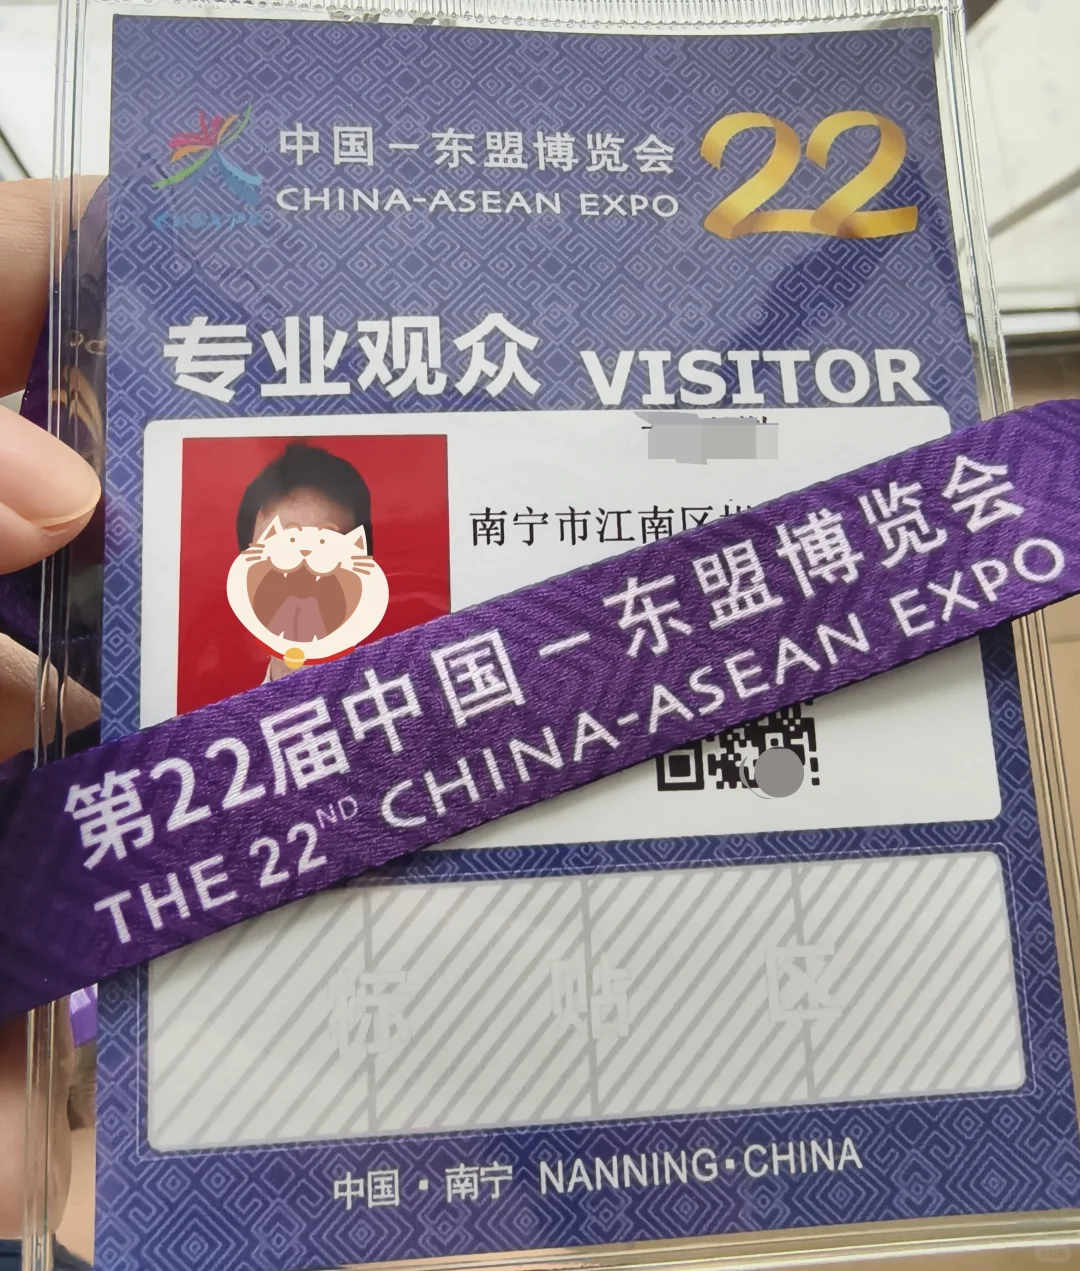 中国－东盟博览会
CHINA-ASEAN EXPO
22
专业观众 VISITOR
南宁市江南区
第22届中国－东盟博览会
THE 22ND CHINA-ASEAN EXPO
标贴区
中国·南宁 NANNING·CHINA